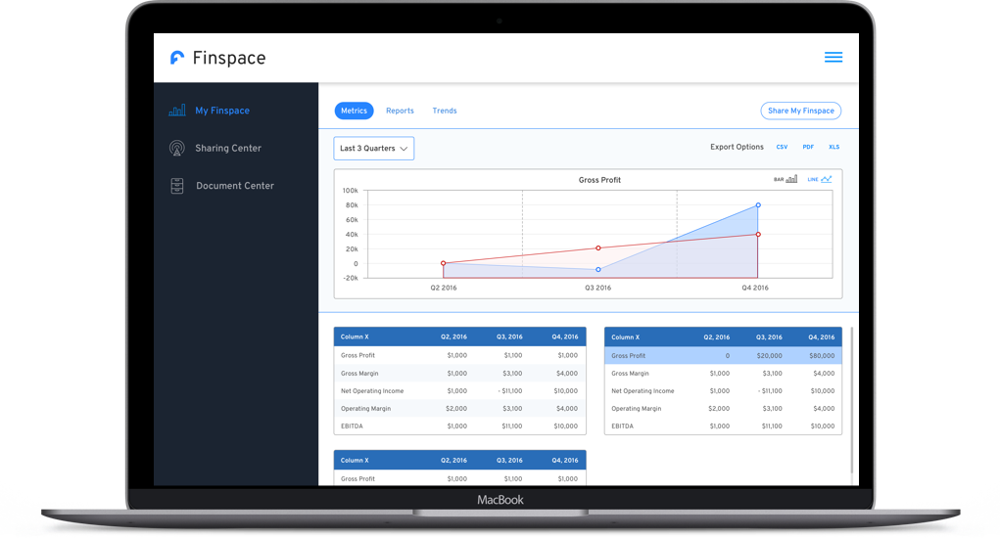 Finspace
My Finspace
Sharing Center
Document Center
Metrics Reports Trends Share My Finspace
Last 3 Quarters Export Options CSV PDF XLS
Gross Profit BAR LINE
100k
80k
60k
40k
20k
0
-20k
Q2 2016 Q3 2016 Q4 2016
Column X Q2, 2016 Q3, 2016 Q4, 2016
Gross Profit $1,000 $1,100 $1,000
Gross Margin $1,000 $3,100 $4,000
Net Operating Income $1,000 - $11,100 $10,000
Operating Margin $2,000 $3,100 $4,000
EBITDA $1,000 $11,100 $10,000
Column X Q2, 2016 Q3, 2016 Q4, 2016
Gross Profit 0 $20,000 $80,000
Gross Margin $1,000 $3,100 $4,000
Net Operating Income $1,000 - $11,100 $10,000
Operating Margin $2,000 $3,100 $4,000
EBITDA $1,000 $11,100 $10,000
Column X Q2, 2016 Q3, 2016 Q4, 2016
Gross Profit $1,000 $1,100 $1,000
MacBook